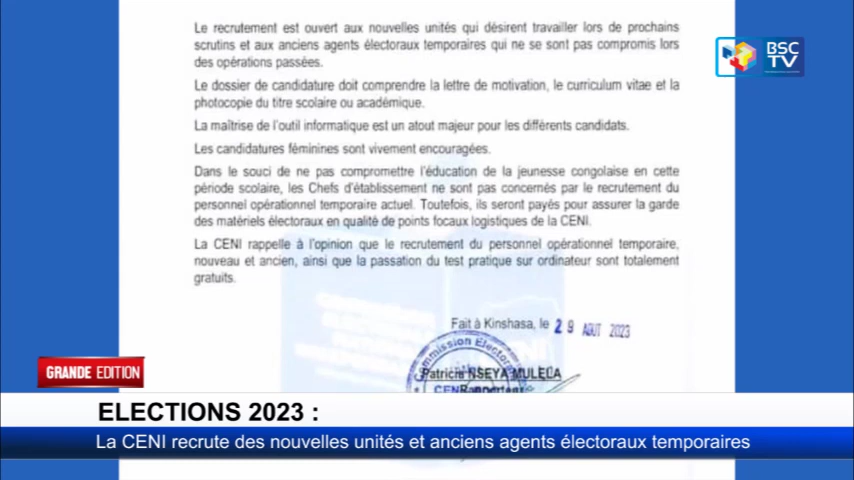 Le recrutement est ouvert aux nouvelles unités qui désirent travailler lors de prochains
scrutins et aux anciens agents électoraux temporaires qui ne se sont pas compromis lors
des opérations passées.
Le dossier de candidature doit comprendre la lettre de motivation, le curriculum vitae et la
photocopie du titre scolaire ou académique.
La maîtrise de l'outil informatique est un atout majeur pour les différents candidats.
Les candidatures féminines sont vivement encouragées.
Dans le souci de ne pas compromettre l'éducation de la jeunesse congolaise en cette
période scolaire, les Chefs d'établissement ne sont pas concernés par le recrutement du
personnel opérationnel temporaire actuel. Toutefois, ils seront payés pour assurer la garde
des matériels électoraux en qualité de points focaux logistiques de la CENI.
La CENI rappelle à l'opinion que le recrutement du personnel opérationnel temporaire,
nouveau et ancien, ainsi que la passation du test pratique sur ordinateur sont totalement
gratuits.
Fait à Kinshasa, le 29 AOUT 2023
Commission Electorale
Patricia NSEYA MULELA
CENI Rapporteur
BSC
TV
GRANDE EDITION
ELECTIONS 2023 :
La CENI recrute des nouvelles unités et anciens agents électoraux temporaires